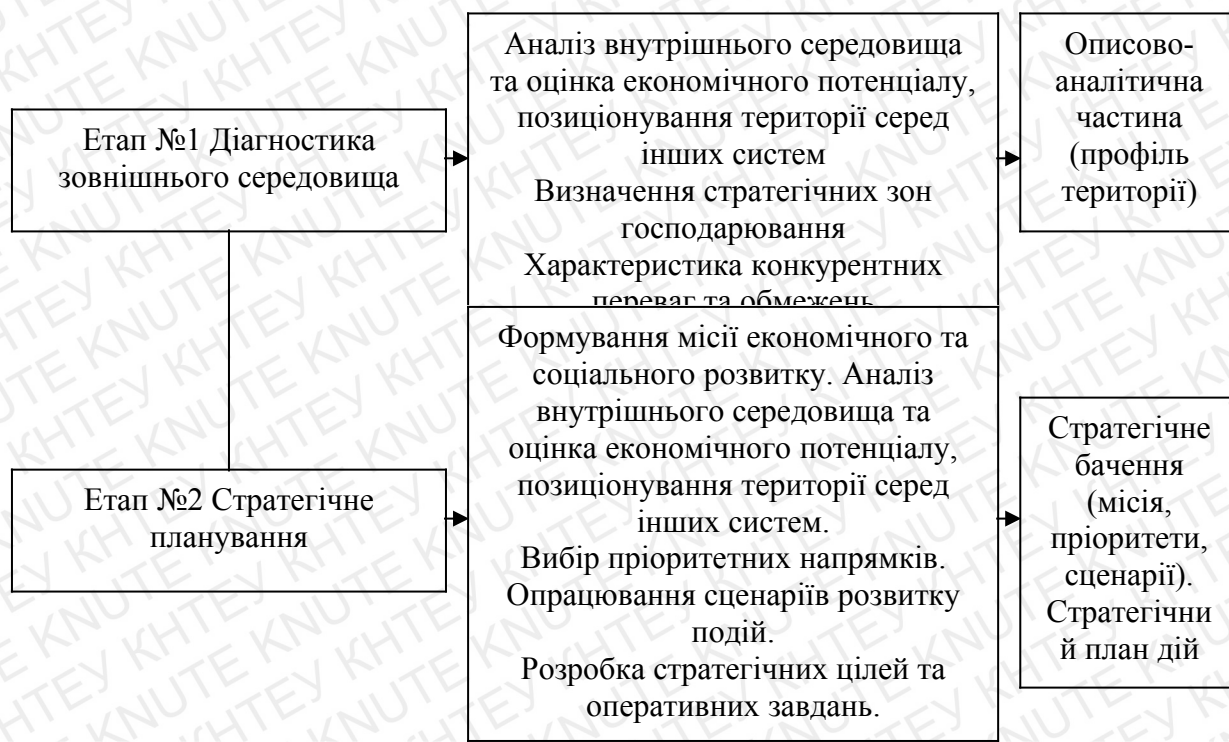 Етап №1 Діагностика
зовнішнього середовища
Аналіз внутрішнього середовища
та оцінка економічного потенціалу,
позиціонування території серед
інших систем
Визначення стратегічних зон
господарювання
Характеристика конкурентних
переваг та обмежень
Описово-
аналітична
частина
(профіль
території)
Етап №2 Стратегічне
планування
Формування місії економічного та
соціального розвитку. Аналіз
внутрішнього середовища та
оцінка економічного потенціалу,
позиціонування території серед
інших систем.
Вибір пріоритетних напрямків.
Опрацювання сценаріїв розвитку
подій.
Розробка стратегічних цілей та
оперативних завдань.
Стратегічне
бачення
(місія,
пріоритети,
сценарії).
Стратегічни
й план дій